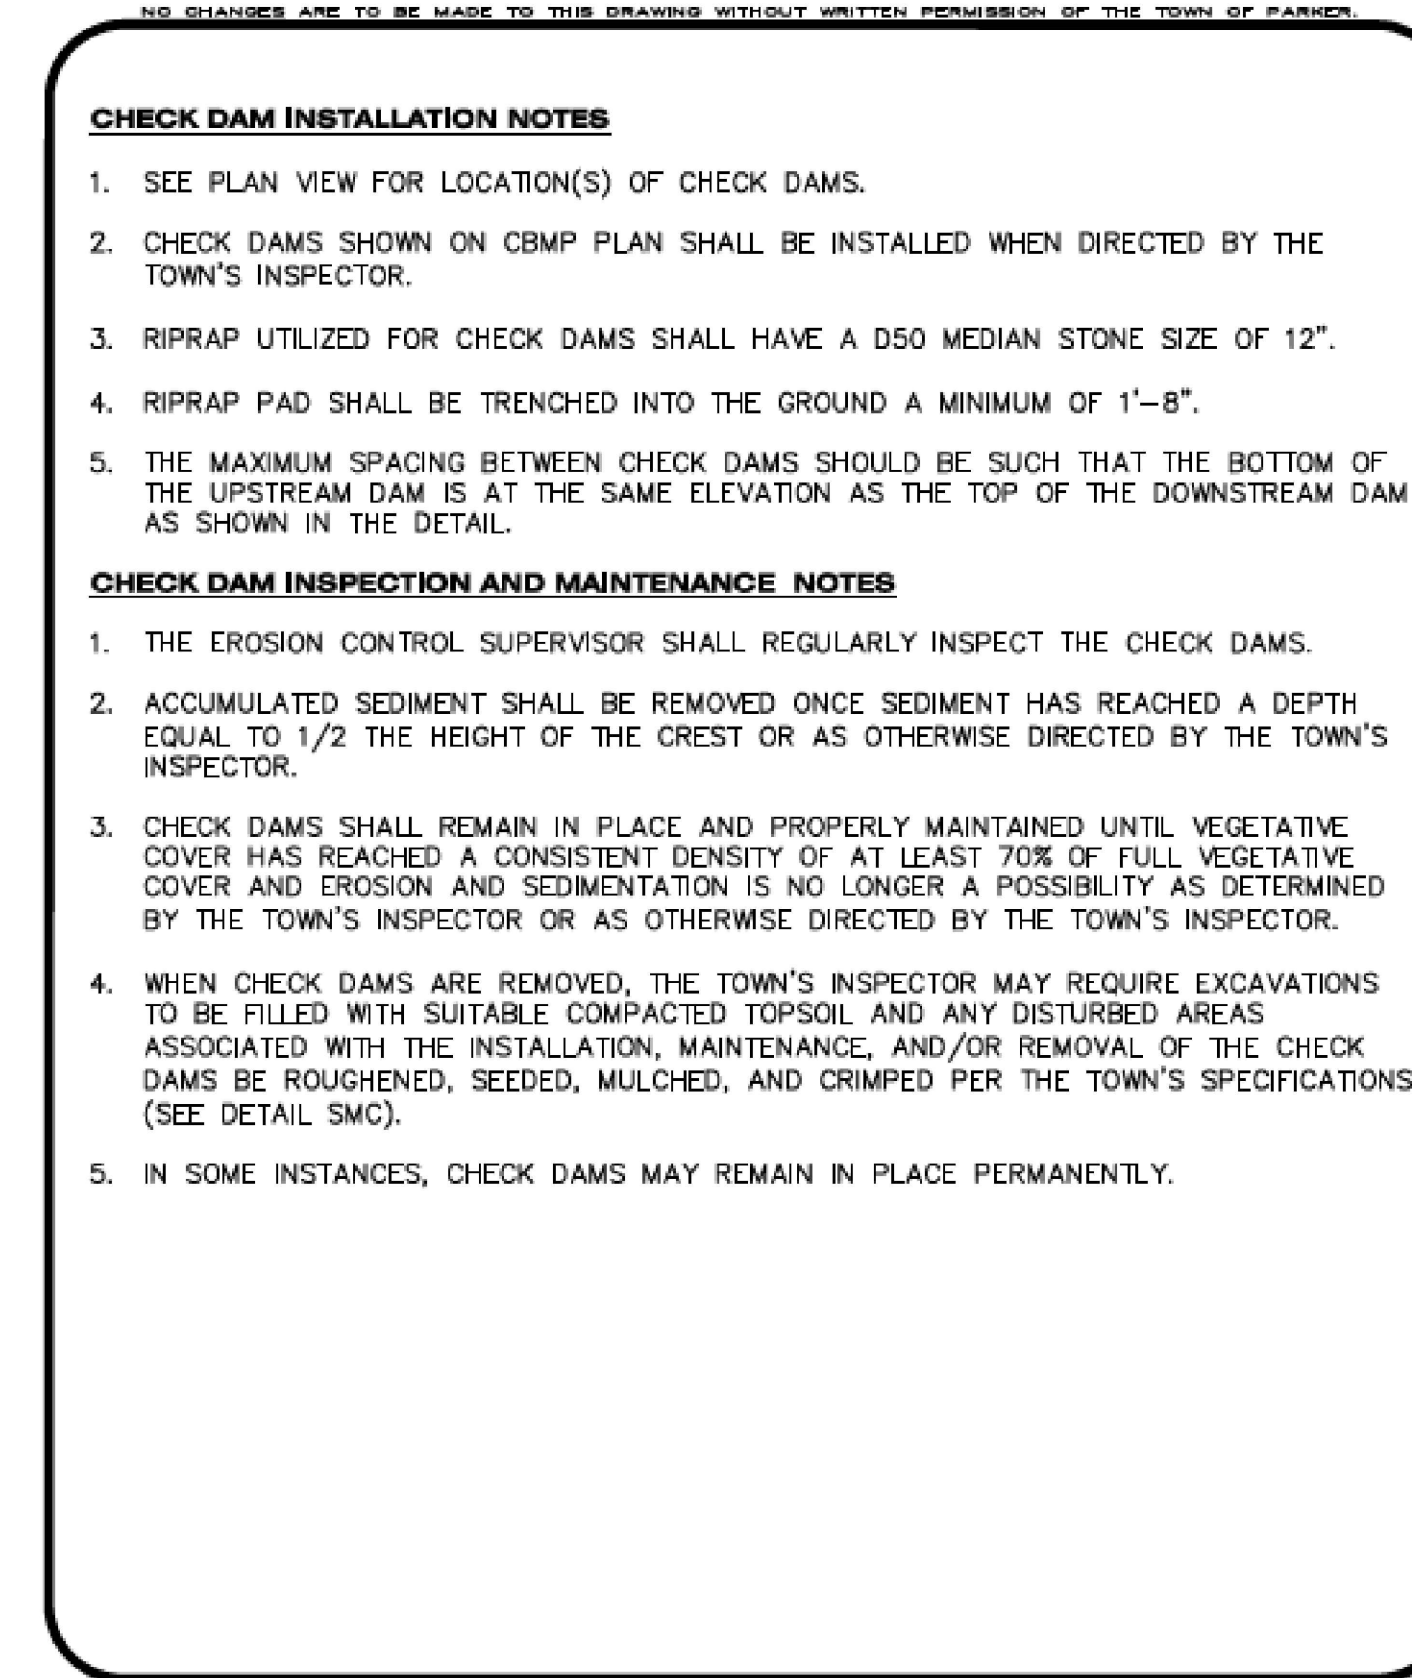 NO CHANGES ARE TO BE MADE TO THIS DRAWING WITHOUT WRITTEN PERMISSION OF THE TOWN OF PARKER.
CHECK DAM INSTALLATION NOTES
1. SEE PLAN VIEW FOR LOCATION(S) OF CHECK DAMS.
2. CHECK DAMS SHOWN ON CBMP PLAN SHALL BE INSTALLED WHEN DIRECTED BY THE
TOWN'S INSPECTOR.
3. RIPRAP UTILIZED FOR CHECK DAMS SHALL HAVE A D50 MEDIAN STONE SIZE OF 12".
4. RIPRAP PAD SHALL BE TRENCHED INTO THE GROUND A MINIMUM OF 1'-8".
5. THE MAXIMUM SPACING BETWEEN CHECK DAMS SHOULD BE SUCH THAT THE BOTTOM OF
THE UPSTREAM DAM IS AT THE SAME ELEVATION AS THE TOP OF THE DOWNSTREAM DAM
AS SHOWN IN THE DETAIL.
CHECK DAM INSPECTION AND MAINTENANCE NOTES
1. THE EROSION CONTROL SUPERVISOR SHALL REGULARLY INSPECT THE CHECK DAMS.
2. ACCUMULATED SEDIMENT SHALL BE REMOVED ONCE SEDIMENT HAS REACHED A DEPTH
EQUAL TO 1/2 THE HEIGHT OF THE CREST OR AS OTHERWISE DIRECTED BY THE TOWN'S
INSPECTOR.
3. CHECK DAMS SHALL REMAIN IN PLACE AND PROPERLY MAINTAINED UNTIL VEGETATIVE
COVER HAS REACHED A CONSISTENT DENSITY OF AT LEAST 70% OF FULL VEGETATIVE
COVER AND EROSION AND SEDIMENTATION IS NO LONGER A POSSIBILITY AS DETERMINED
BY THE TOWN'S INSPECTOR OR AS OTHERWISE DIRECTED BY THE TOWN'S INSPECTOR.
4. WHEN CHECK DAMS ARE REMOVED, THE TOWN'S INSPECTOR MAY REQUIRE EXCAVATIONS
TO BE FILLED WITH SUITABLE COMPACTED TOPSOIL AND ANY DISTURBED AREAS
ASSOCIATED WITH THE INSTALLATION, MAINTENANCE, AND/OR REMOVAL OF THE CHECK
DAMS BE ROUGHENED, SEEDED, MULCHED, AND CRIMPED PER THE TOWN'S SPECIFICATIONS
(SEE DETAIL SMC).
5. IN SOME INSTANCES, CHECK DAMS MAY REMAIN IN PLACE PERMANENTLY.